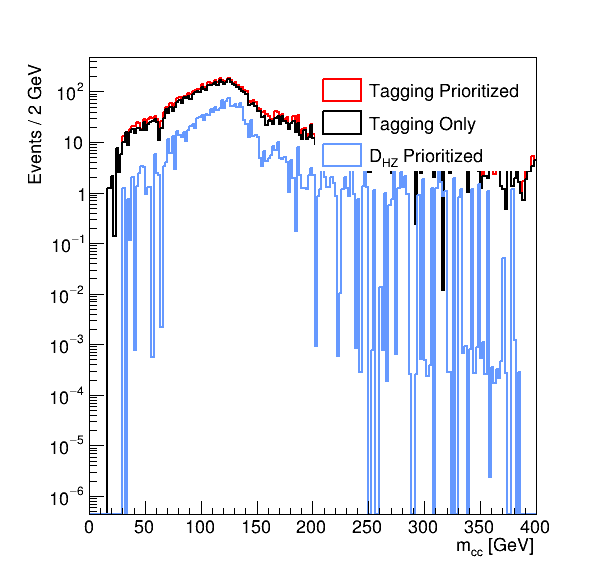 Events / 2 GeV
10²
10
1
10⁻¹
10⁻²
10⁻³
10⁻⁴
10⁻⁵
10⁻⁶
Tagging Prioritized
Tagging Only
D_HZ Prioritized
0 50 100 150 200 250 300 350 400
m_cc [GeV]